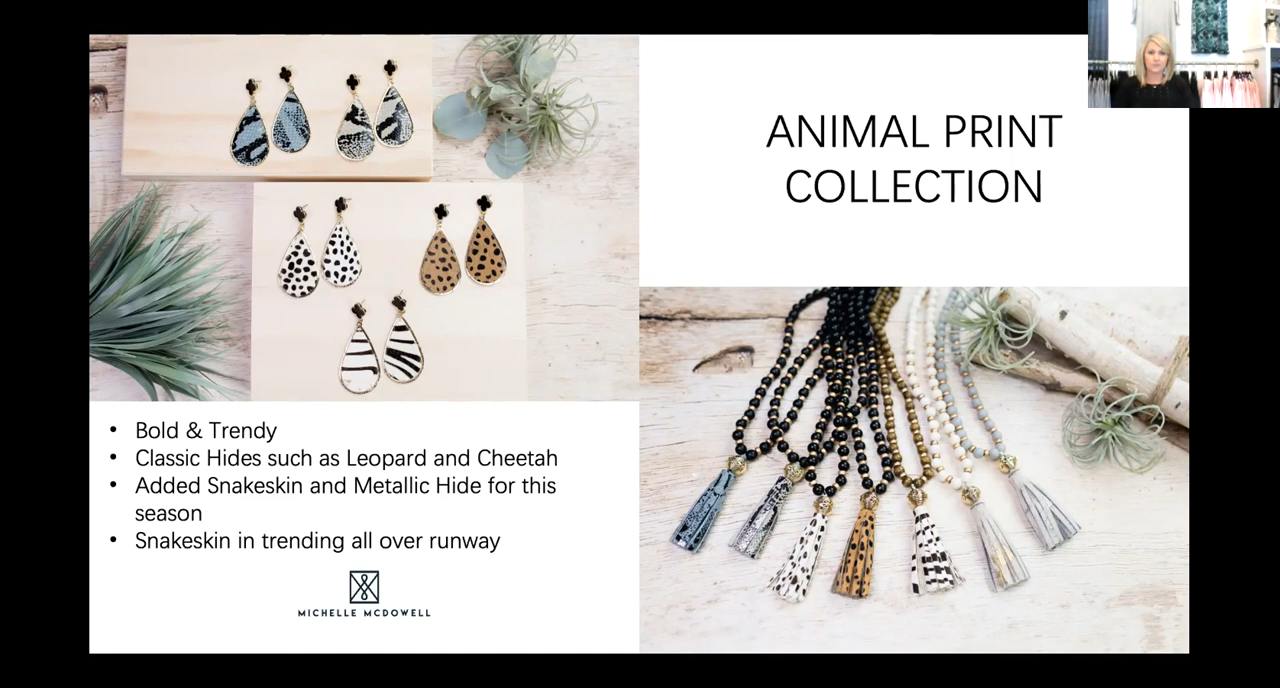 ANIMAL PRINT
COLLECTION
• Bold & Trendy
• Classic Hides such as Leopard and Cheetah
• Added Snakeskin and Metallic Hide for this
season
• Snakeskin in trending all over runway
MICHELLE MCDOWELL